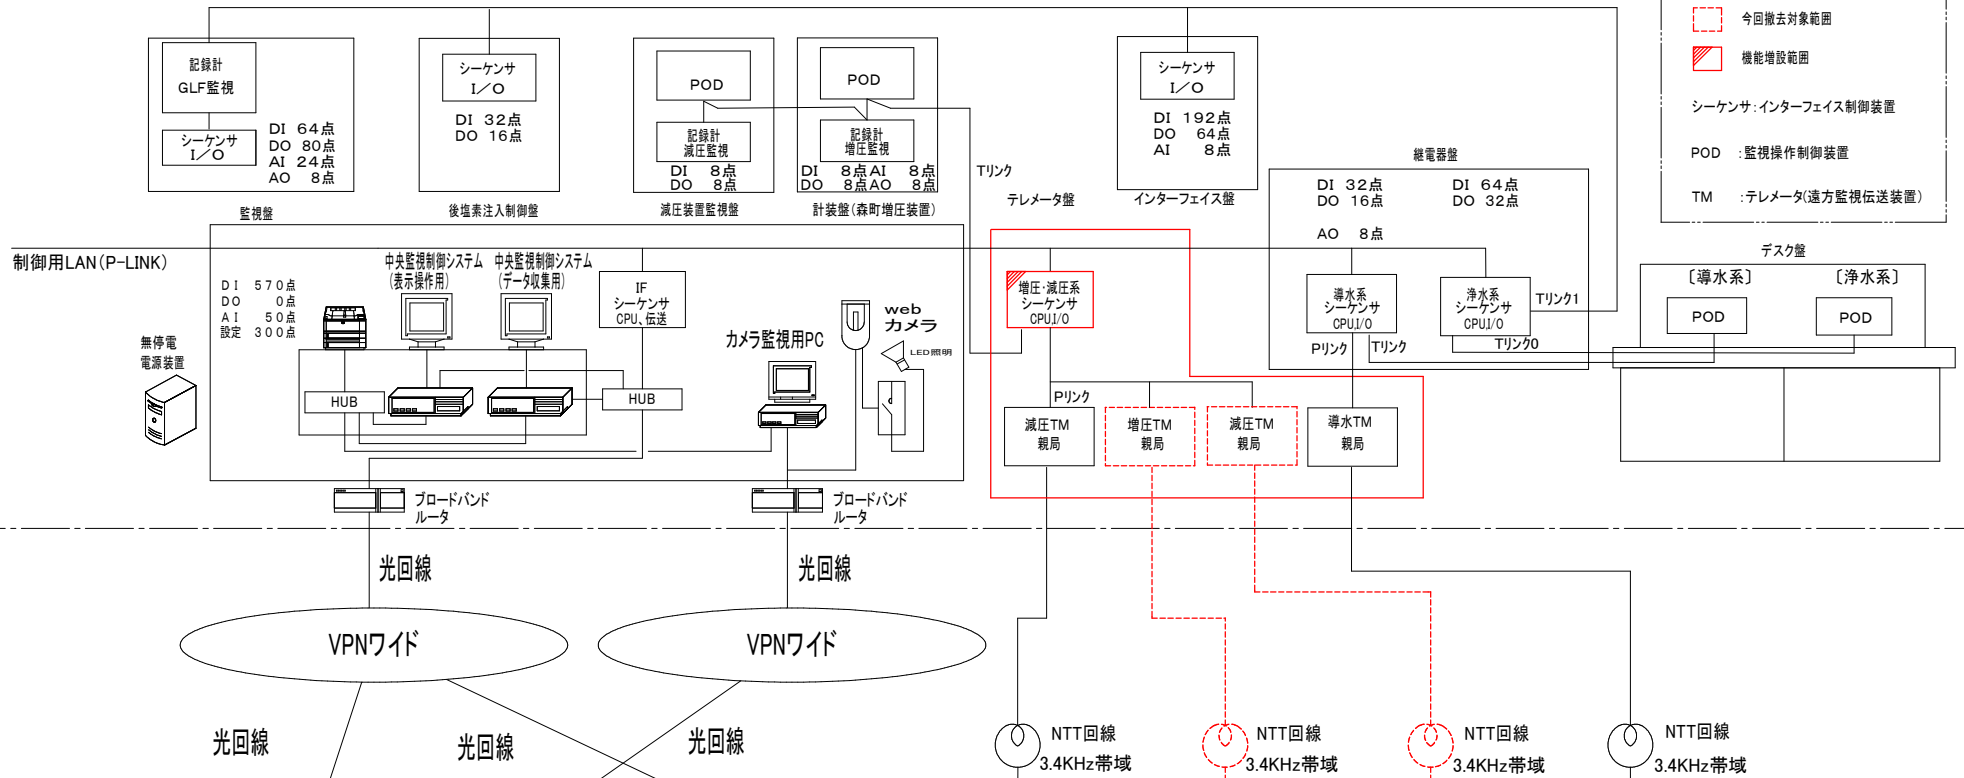 記録計
GLF監視
シーケンサ
I/O
DI 64点
DO 80点
AI 24点
AO 8点
監視盤
シーケンサ
I/O
DI 32点
DO 16点
後塩素注入制御盤
POD
記録計
減圧監視
DI 8点
DO 8点
減圧装置監視盤
POD
記録計
増圧監視
DI 8点 AI 8点
DO 8点 AO 8点
計装盤(森町増圧装置)
Tリンク
シーケンサ
I/O
DI 192点
DO 64点
AI 8点
インターフェイス盤
テレメータ盤
継電器盤
DI 32点
DO 16点
AO 8点
DI 64点
DO 32点
今回撤去対象範囲
機能増設範囲
シーケンサ:インターフェイス制御装置
POD :監視操作制御装置
TM :テレメータ(遠方監視伝送装置)
デスク盤
〔導水系〕
〔浄水系〕
POD
POD
制御用LAN(P-LINK)
DI 570点
DO 0点
AI 50点
設定 300点
中央監視制御システム
(表示操作用)
中央監視制御システム
(データ収集用)
IF
シーケンサ
CPU、伝送
無停電
電源装置
HUB
HUB
カメラ監視用PC
web
カメラ
LED照明
増圧・減圧系
シーケンサ
CPU,I/O
導水系
シーケンサ
CPU,I/O
浄水系
シーケンサ
CPU,I/O
Tリンク1
Tリンク0
Pリンク
Tリンク
Pリンク
減圧TM
親局
増圧TM
親局
減圧TM
親局
導水TM
親局
ブロードバンド
ルータ
ブロードバンド
ルータ
光回線
光回線
VPNワイド
VPNワイド
光回線
光回線
光回線
NTT回線
3.4KHz帯域
NTT回線
3.4KHz帯域
NTT回線
3.4KHz帯域
NTT回線
3.4KHz帯域